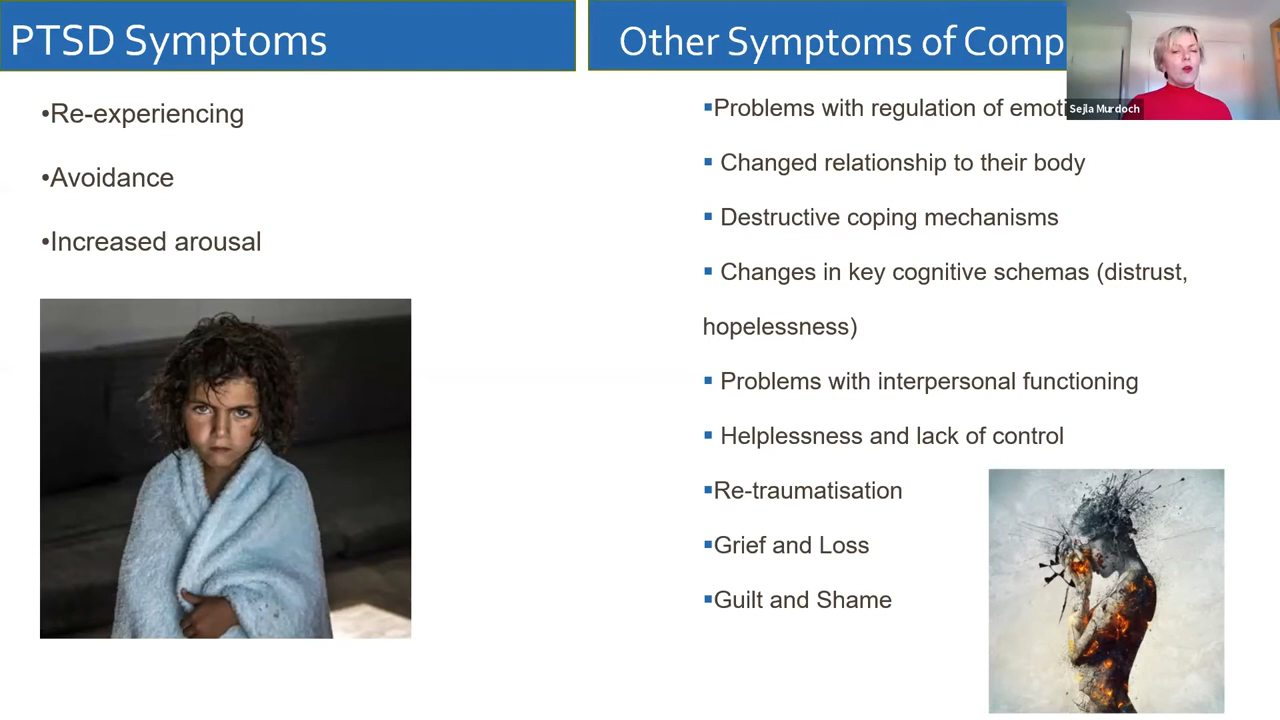 PTSD Symptoms
•Re-experiencing
•Avoidance
•Increased arousal
Other Symptoms of Comp
▪Problems with regulation of emoti
▪ Changed relationship to their body
▪ Destructive coping mechanisms
▪ Changes in key cognitive schemas (distrust,
hopelessness)
▪ Problems with interpersonal functioning
▪ Helplessness and lack of control
▪Re-traumatisation
▪Grief and Loss
▪Guilt and Shame
Sejla Murdoch